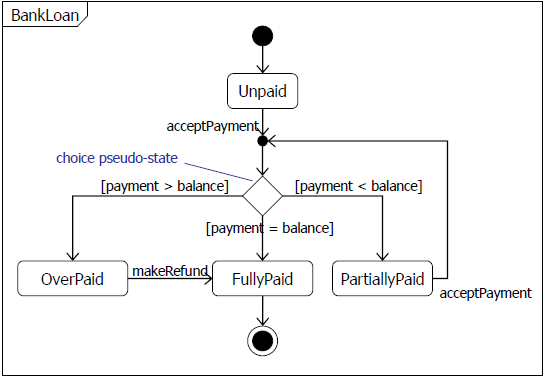 BankLoan
Unpaid
acceptPayment
choice pseudo-state
[payment > balance]
[payment < balance]
[payment = balance]
OverPaid
makeRefund
FullyPaid
PartiallyPaid
acceptPayment